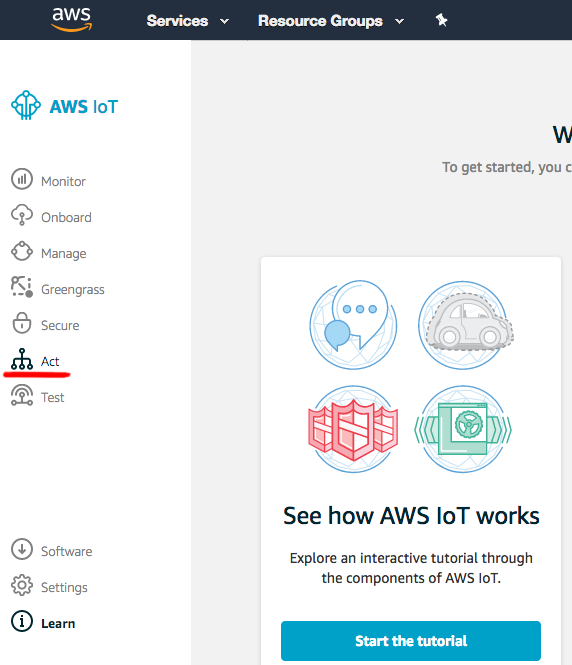 aws Services Resource Groups
AWS IoT
Monitor
Onboard
Manage
Greengrass
Secure
Act
Test
Software
Settings
Learn
W
To get started, you c
See how AWS IoT works
Explore an interactive tutorial through
the components of AWS IoT.
Start the tutorial